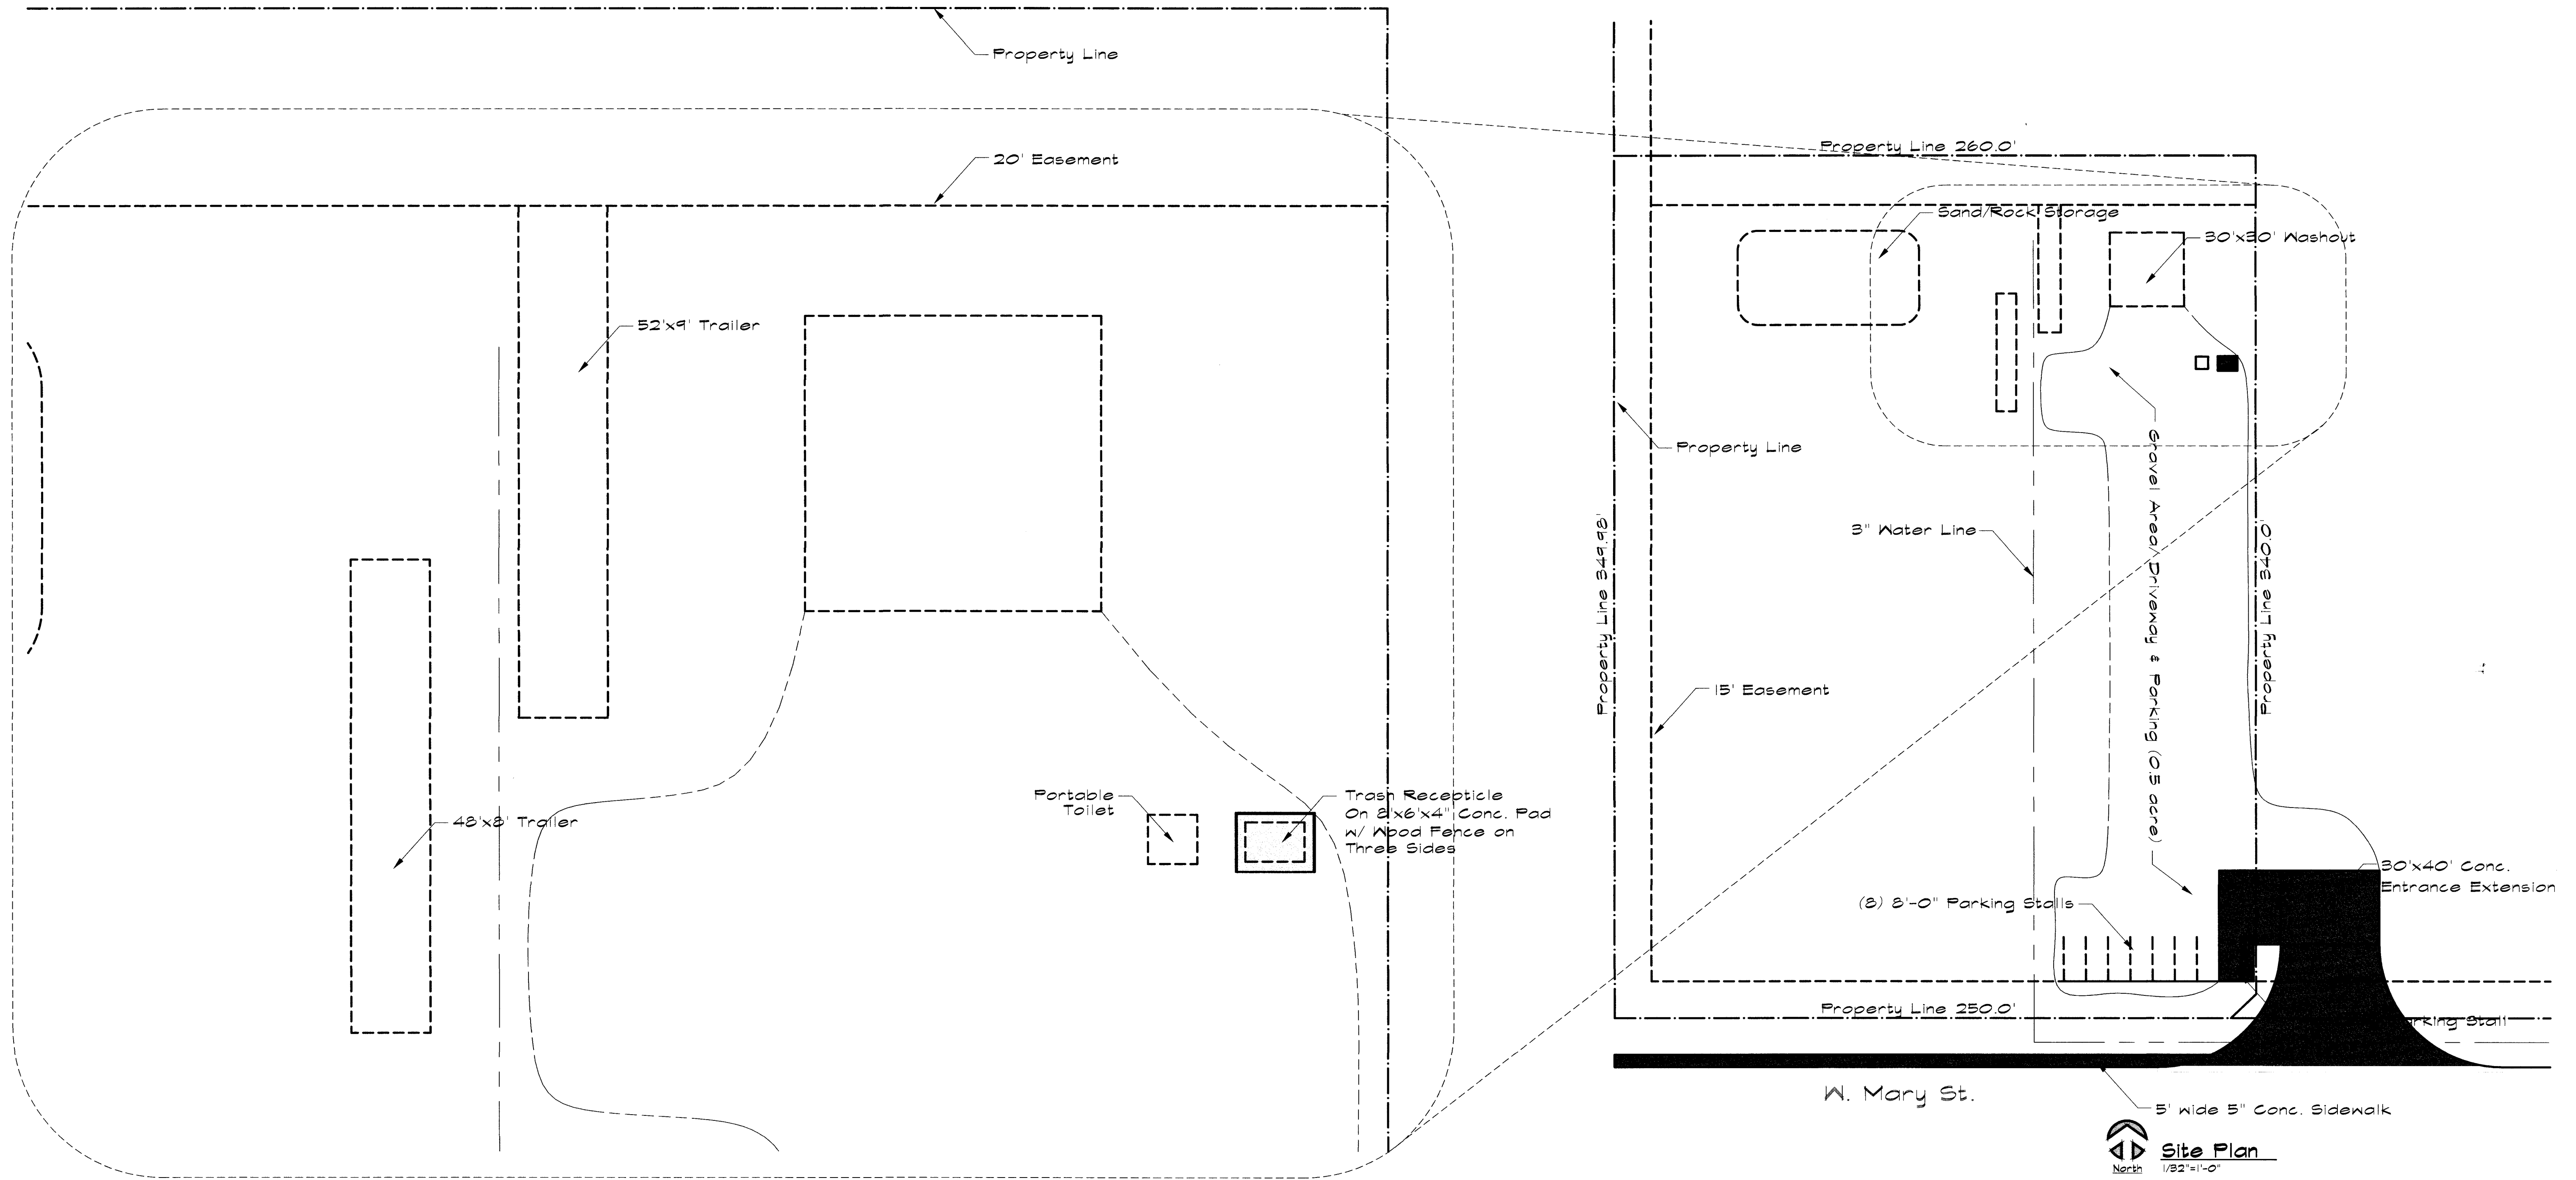 Property Line
20' Easement
52'x9' Trailer
48'x8' Trailer
Portable
Toilet
Trash Recepticle
On 8'x6'x4" Conc. Pad
w/ Wood Fence on
Three Sides
Property Line 260.0'
Sand/Rock Storage
30'x30' Washout
Property Line
Property Line 349.98'
3" Water Line
Gravel Area/Driveway & Parking (0.5 acre)
Property Line 340.0'
15' Easement
30'x40' Conc.
Entrance Extension
(8) 8'-0" Parking Stalls
Property Line 250.0'
Stall
W. Mary St.
5' wide 5" Conc. Sidewalk
Site Plan
North
1/32"=1'-0"